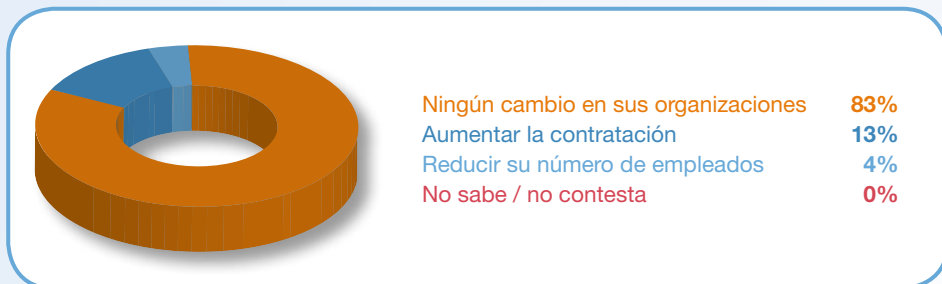 Ningún cambio en sus organizaciones 83%
Aumentar la contratación 13%
Reducir su número de empleados 4%
No sabe / no contesta 0%